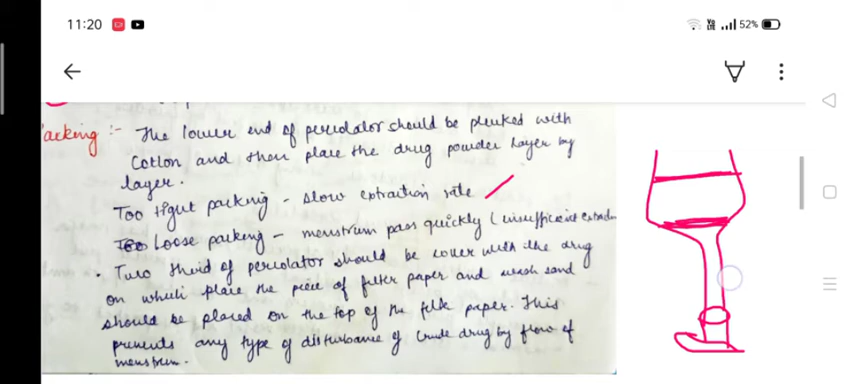 11:20
Vo LTE 52%
Packing :- The lower end of percolator should be plucked with
Cotton and then place the drug powder layer by
layer.
Too tight packing - slow extraction rate
Too Loose packing - menstrum pass quickly (insufficient extraction
• Two third of percolator should be cover with the drug
on which place the piece of filter paper and wash sand
should be placed on the top of the filter paper. This
prevents any type of disturbance of crude drug by flow of
menstrum.